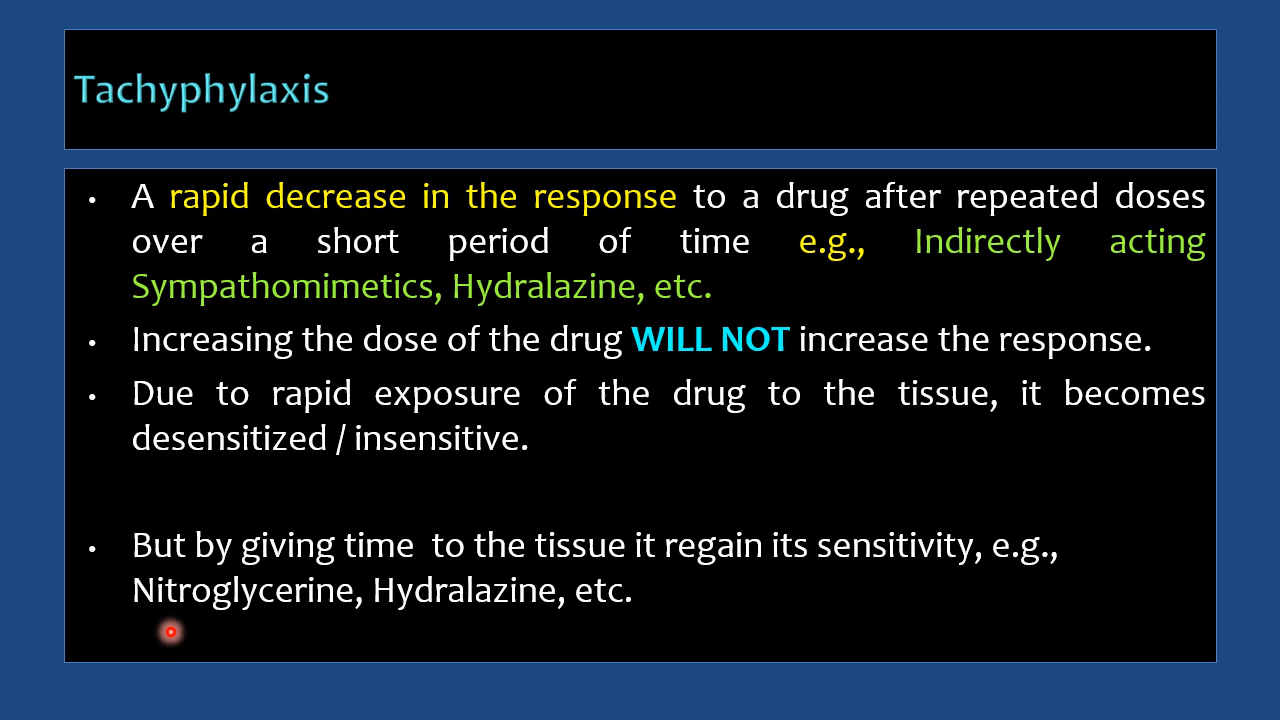 Tachyphylaxis
• A rapid decrease in the response to a drug after repeated doses
over a short period of time e.g., Indirectly acting
Sympathomimetics, Hydralazine, etc.
• Increasing the dose of the drug WILL NOT increase the response.
• Due to rapid exposure of the drug to the tissue, it becomes
desensitized / insensitive.
• But by giving time to the tissue it regain its sensitivity, e.g.,
Nitroglycerine, Hydralazine, etc.